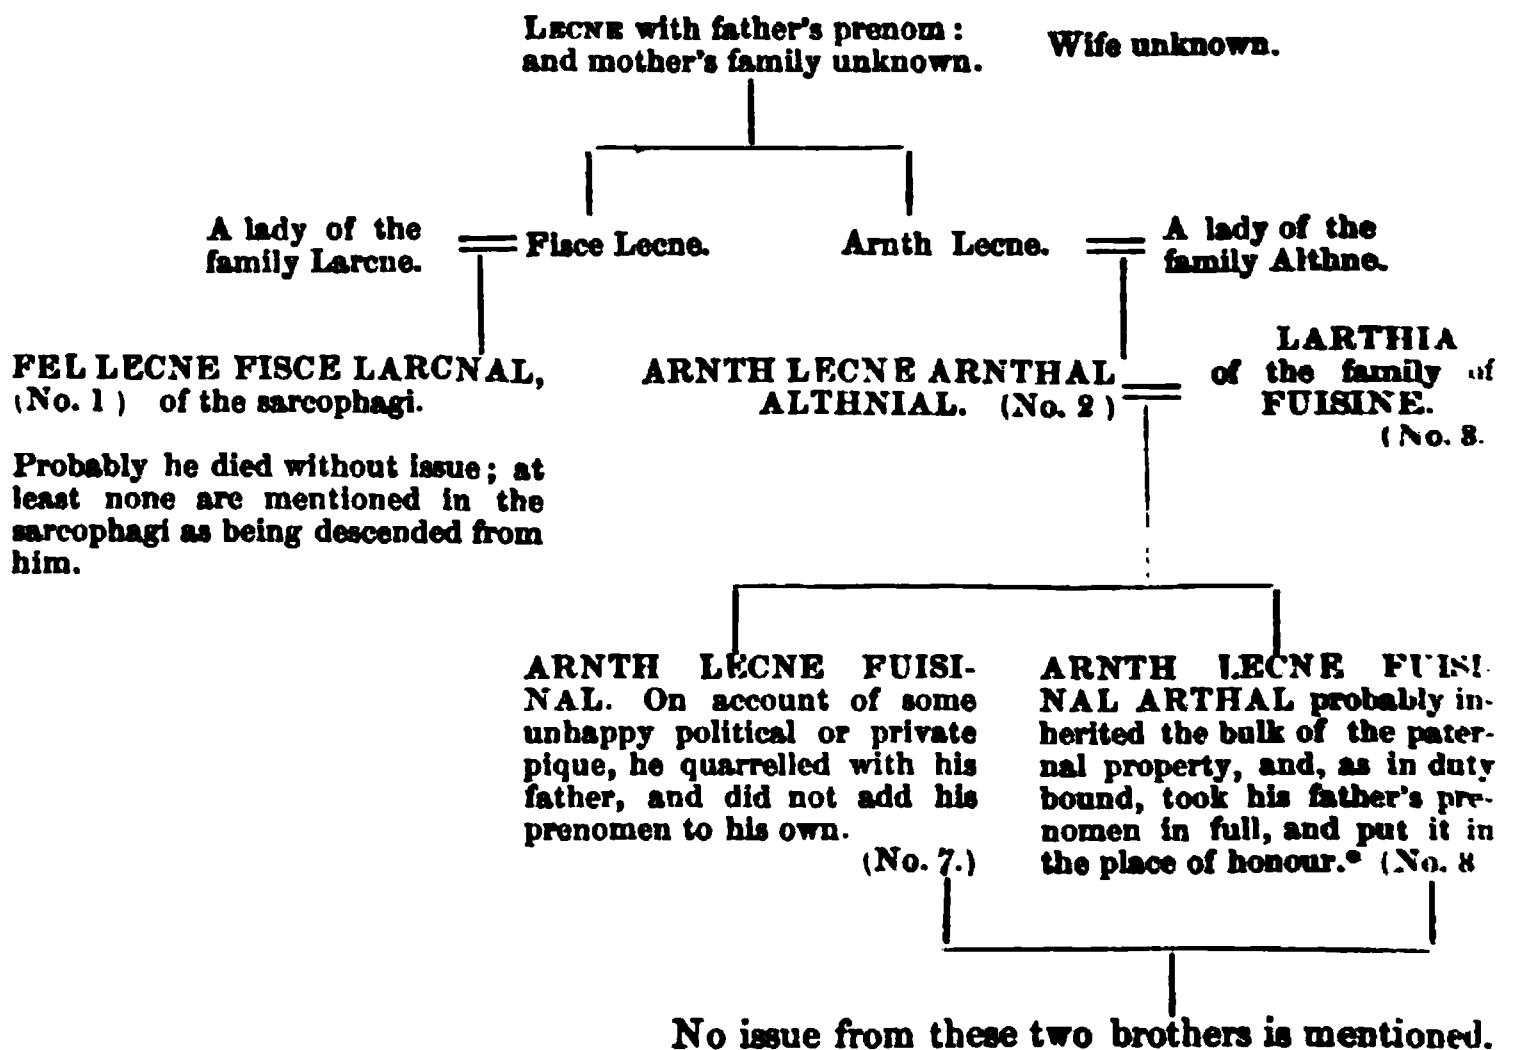 LECNE with father's prenom:
and mother's family unknown.
Wife unknown.
A lady of the
family Larcne.
Fisce Lecne.
Arnth Lecne.
A lady of the
family Althne.
FEL LECNE FISCE LARCNAL,
(No. 1) of the sarcophagi.
Probably he died without issue; at
least none are mentioned in the
sarcophagi as being descended from
him.
ARNTH LECNE ARNTHAL
ALTHNIAL. (No. 2)
LARTHIA
of the family of
FUISINE.
(No. 3.
ARNTH LECNE FUISI-
NAL. On account of some
unhappy political or private
pique, he quarrelled with his
father, and did not add his
prenomen to his own.
(No. 7.)
ARNTH LECNE FUISI-
NAL ARTHAL probably in-
herited the bulk of the pater-
nal property, and, as in duty
bound, took his father's pre-
nomen in full, and put it in
the place of honour.* (No. 8
No issue from these two brothers is mentioned.